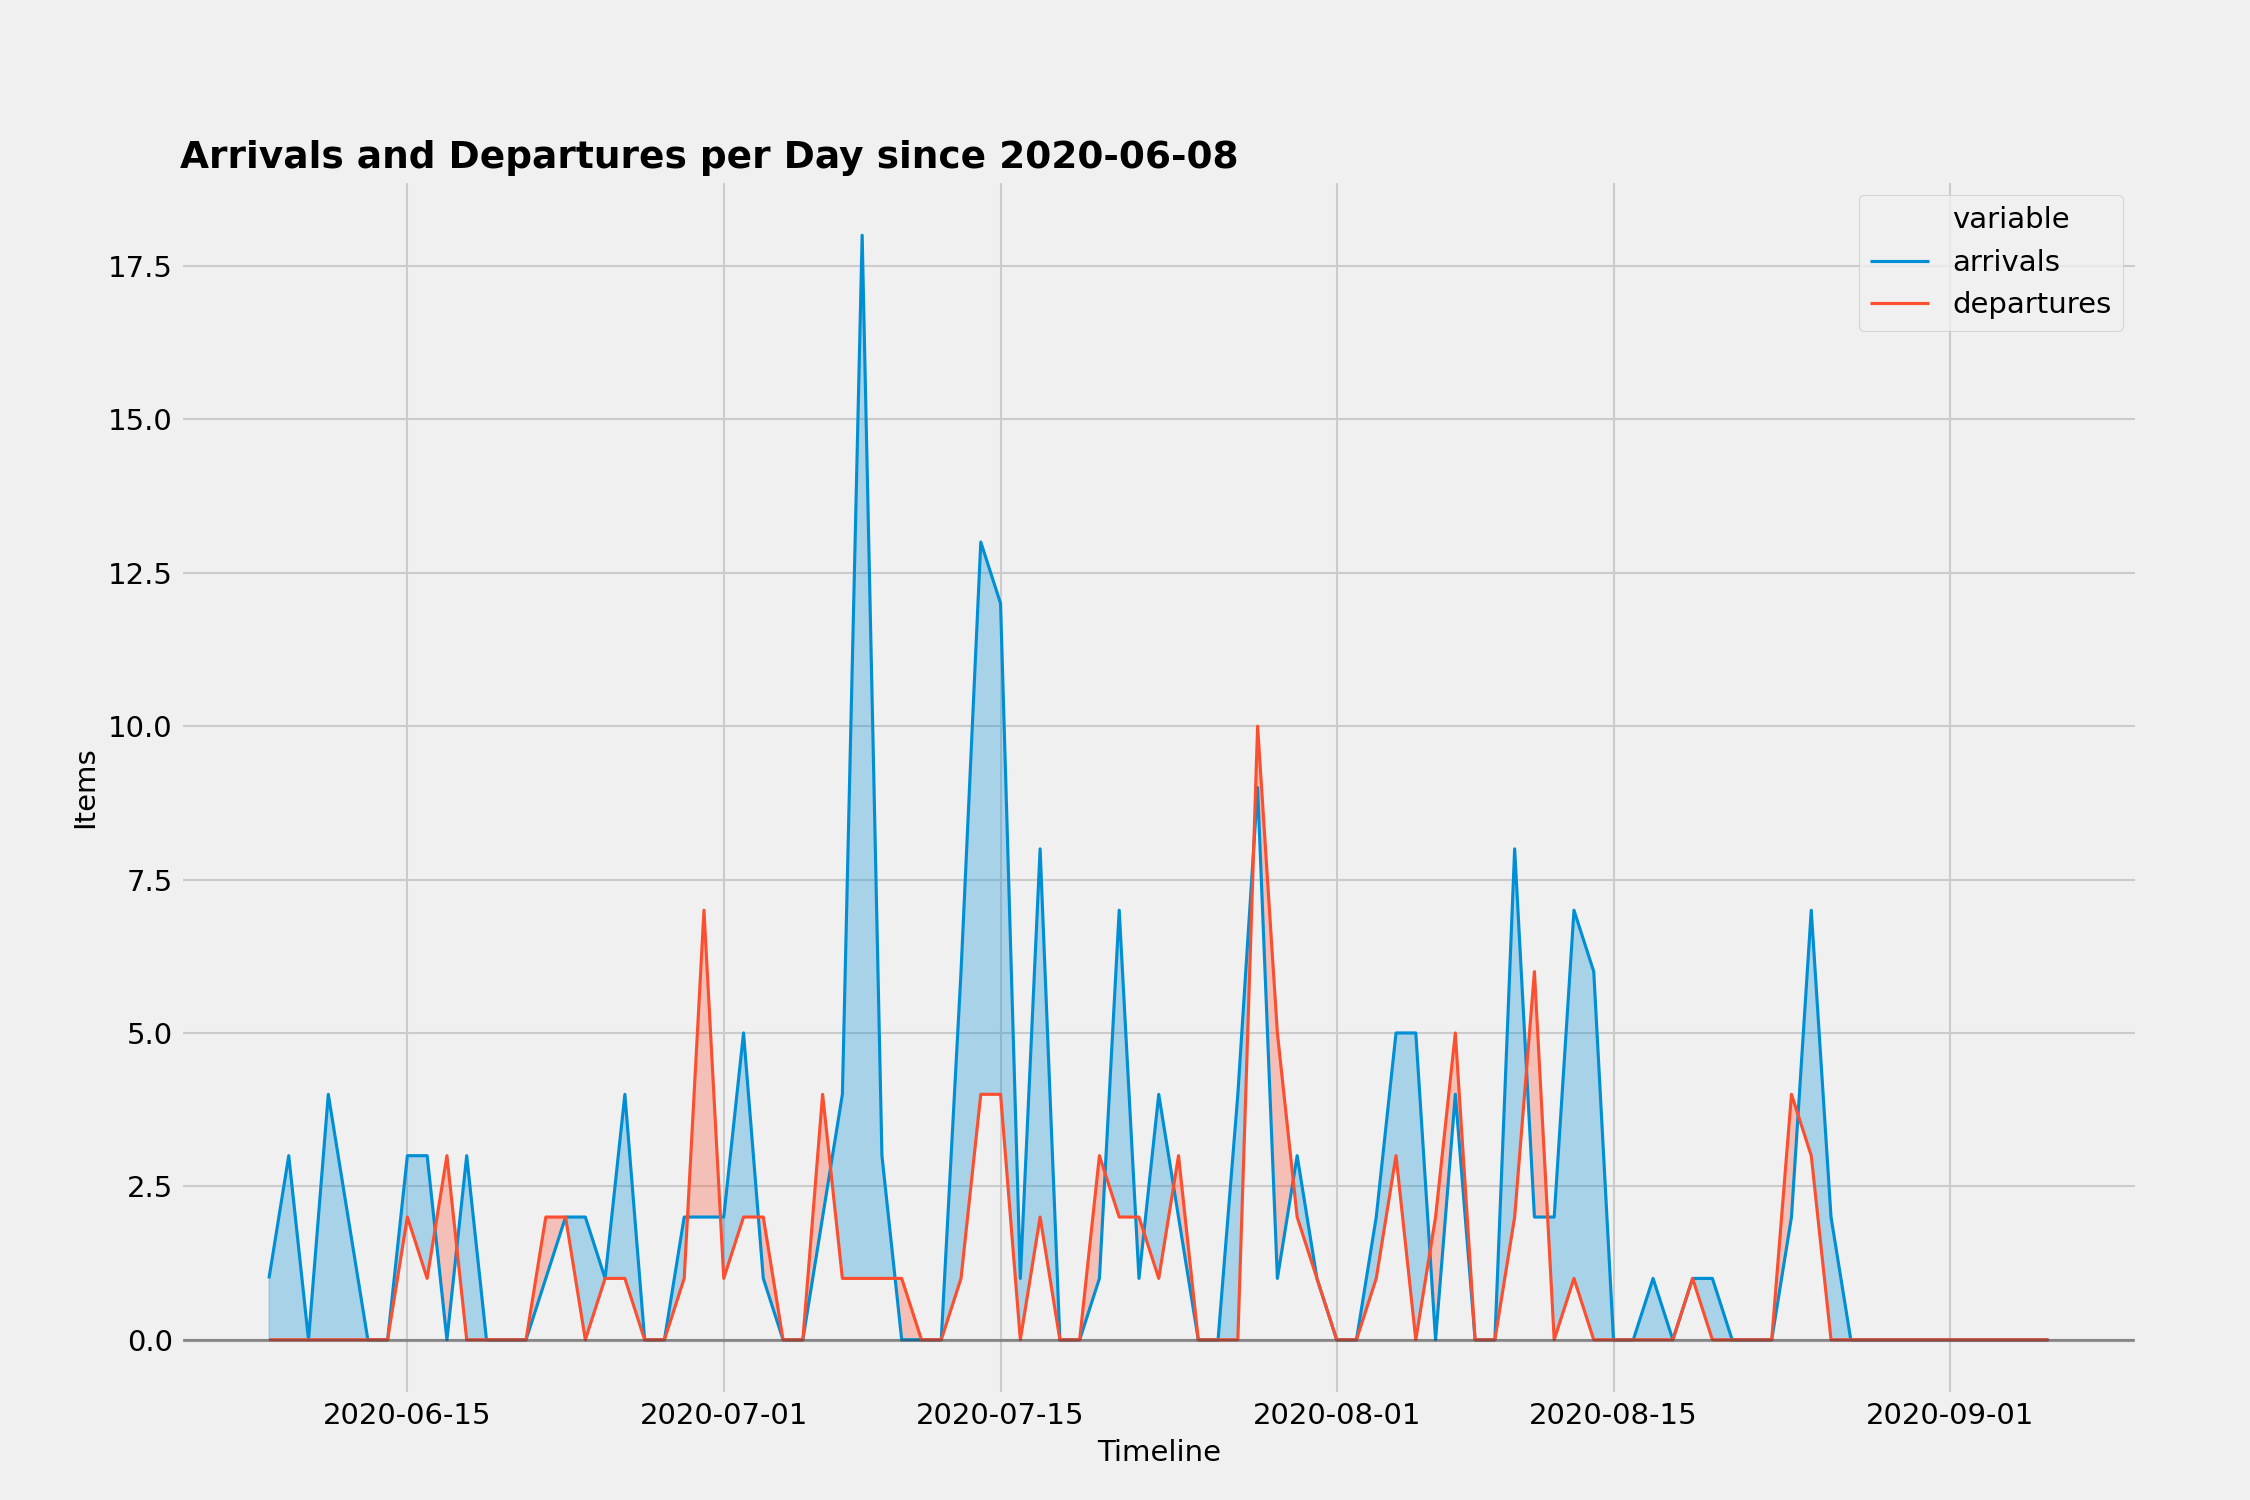 Arrivals and Departures per Day since 2020-06-08
variable
arrivals
departures
17.5
15.0
12.5
10.0
7.5
5.0
2.5
0.0
Items
2020-06-15 2020-07-01 2020-07-15 2020-08-01 2020-08-15 2020-09-01
Timeline